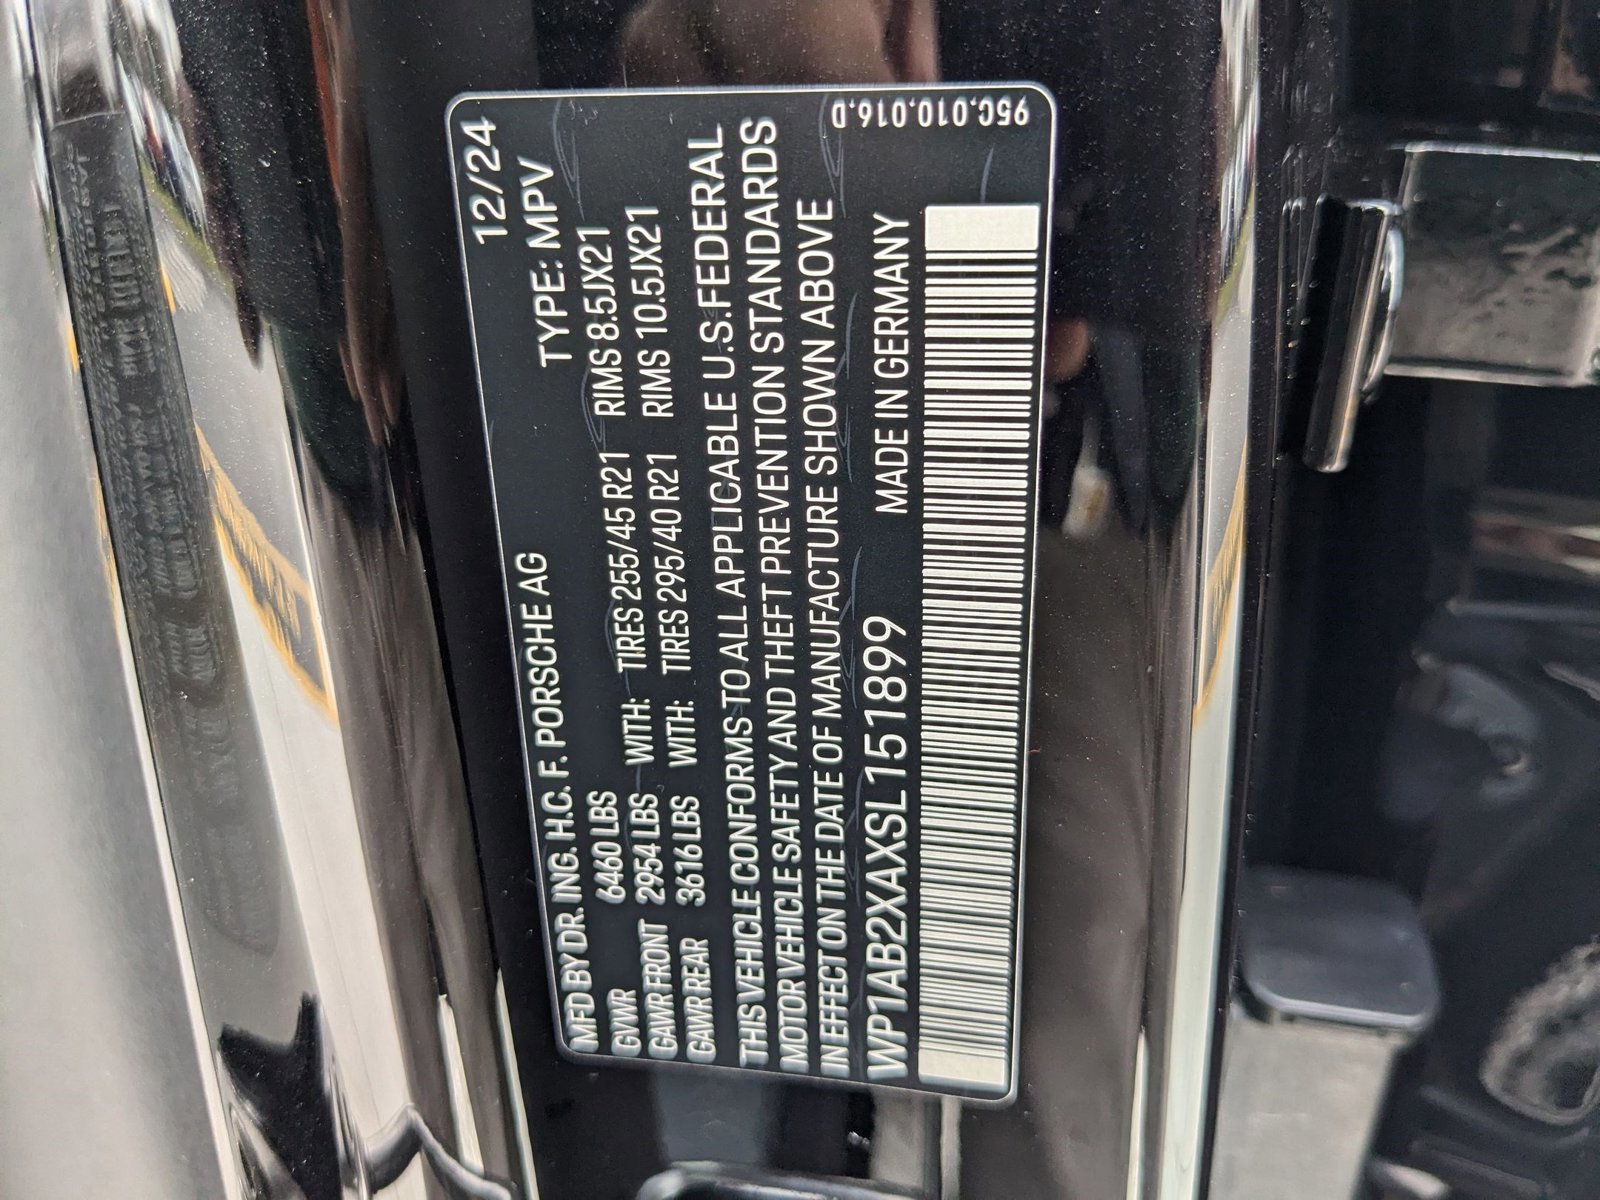 12/24
MFD BY DR. ING. H.C. F. PORSCHE AG TYPE: MPV
GVWR 6460 LBS
GAWR FRONT 2954 LBS WITH: TIRES 255/45 R21 RIMS 8.5JX21
GAWR REAR 3616 LBS WITH: TIRES 295/40 R21 RIMS 10.5JX21
THIS VEHICLE CONFORMS TO ALL APPLICABLE U.S. FEDERAL
MOTOR VEHICLE SAFETY AND THEFT PREVENTION STANDARDS
IN EFFECT ON THE DATE OF MANUFACTURE SHOWN ABOVE
WP1AB2XAXSL151899 MADE IN GERMANY
95C.010.016.D